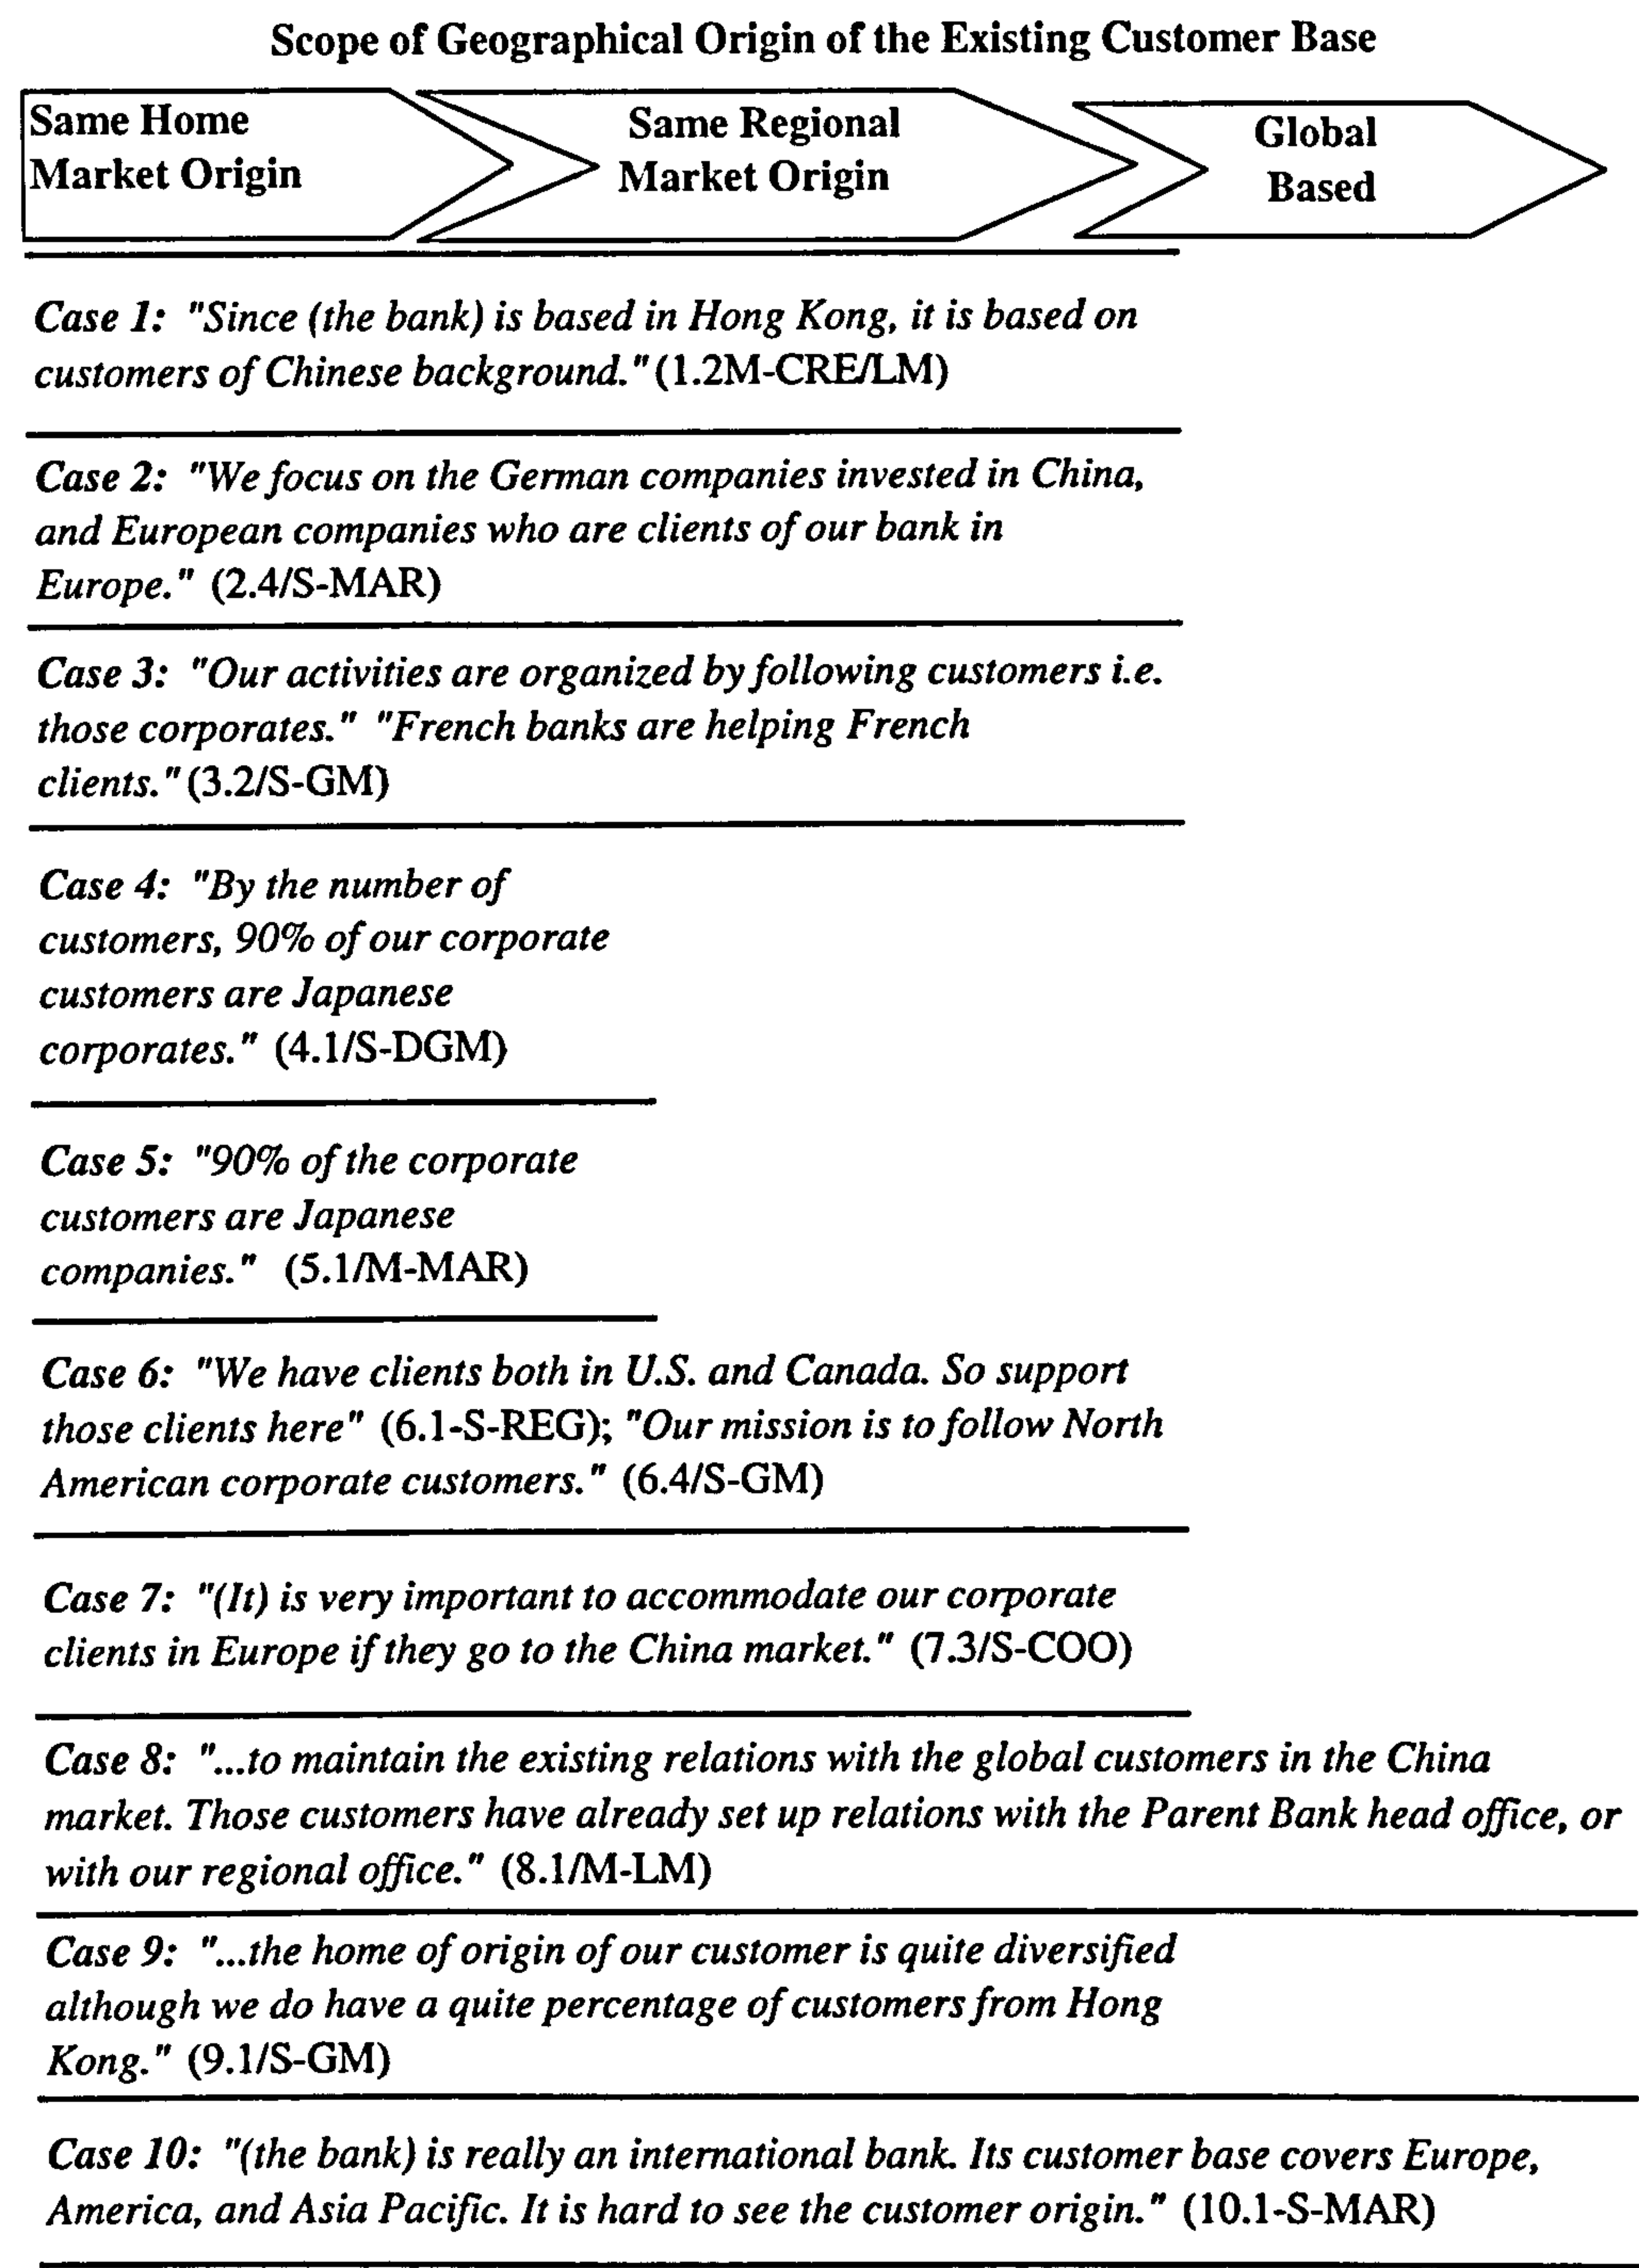 Scope of Geographical Origin of the Existing Customer Base
Same Home
Market Origin
Same Regional
Market Origin
Global
Based
Case 1: "Since (the bank) is based in Hong Kong, it is based on
customers of Chinese background." (1.2M-CRE/LM)
Case 2: "We focus on the German companies invested in China,
and European companies who are clients of our bank in
Europe." (2.4/S-MAR)
Case 3: "Our activities are organized by following customers i.e.
those corporates." "French banks are helping French
clients." (3.2/S-GM)
Case 4: "By the number of
customers, 90% of our corporate
customers are Japanese
corporates." (4.1/S-DGM)
Case 5: "90% of the corporate
customers are Japanese
companies." (5.1/M-MAR)
Case 6: "We have clients both in U.S. and Canada. So support
those clients here" (6.1-S-REG); "Our mission is to follow North
American corporate customers." (6.4/S-GM)
Case 7: "(It) is very important to accommodate our corporate
clients in Europe if they go to the China market." (7.3/S-COO)
Case 8: "...to maintain the existing relations with the global customers in the China
market. Those customers have already set up relations with the Parent Bank head office, or
with our regional office." (8.1/M-LM)
Case 9: "...the home of origin of our customer is quite diversified
although we do have a quite percentage of customers from Hong
Kong." (9.1/S-GM)
Case 10: "(the bank) is really an international bank. Its customer base covers Europe,
America, and Asia Pacific. It is hard to see the customer origin." (10.1-S-MAR)